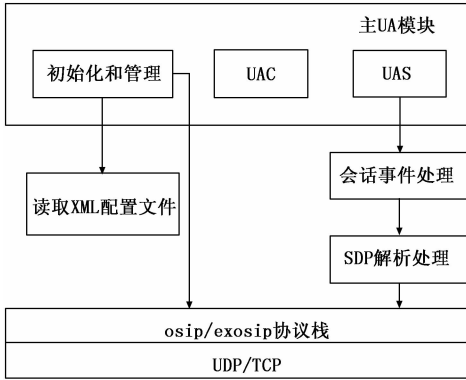 主UA模块
初始化和管理
UAC
UAS
会话事件处理
读取XML配置文件
SDP解析处理
osip/exosip协议栈
UDP/TCP